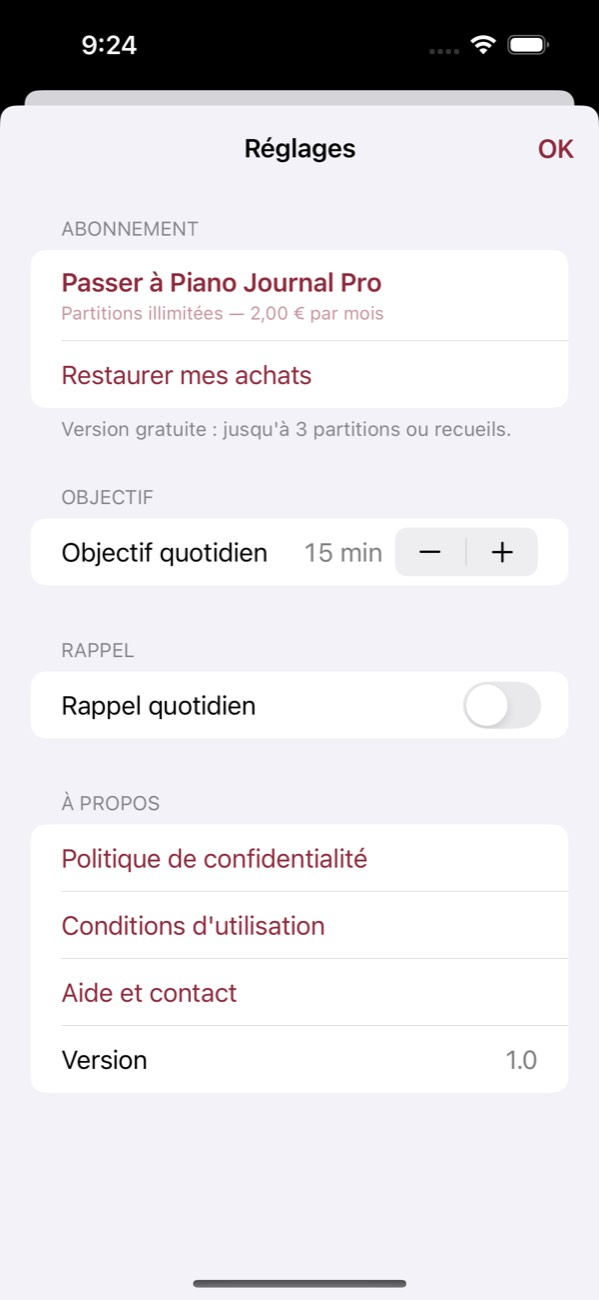 9:24
Réglages
OK
ABONNEMENT
Passer à Piano Journal Pro
Partitions illimitées — 2,00 € par mois
Restaurer mes achats
Version gratuite : jusqu'à 3 partitions ou recueils.
OBJECTIF
Objectif quotidien 15 min − +
RAPPEL
Rappel quotidien
À PROPOS
Politique de confidentialité
Conditions d'utilisation
Aide et contact
Version 1.0